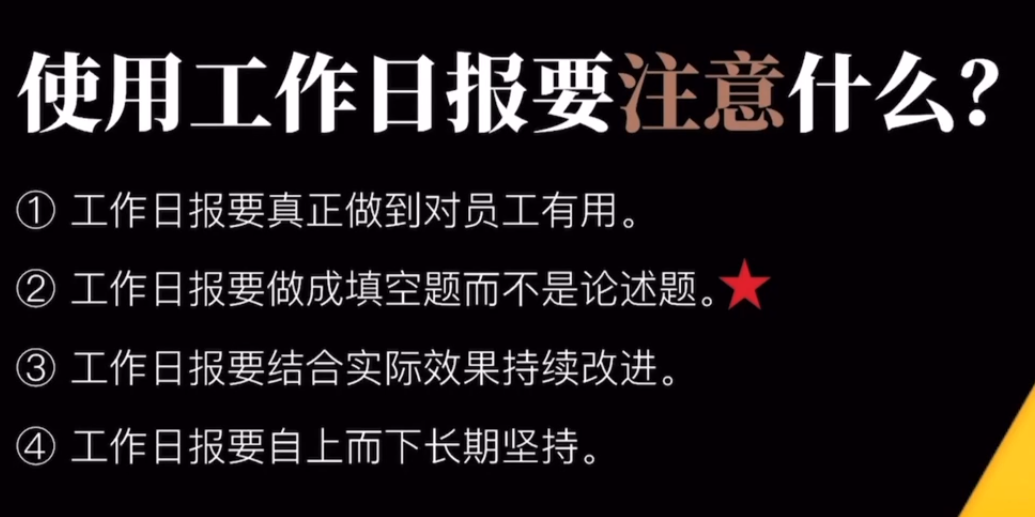 使用工作日报要注意什么？
① 工作日报要真正做到对员工有用。
② 工作日报要做成填空题而不是论述题。
③ 工作日报要结合实际效果持续改进。
④ 工作日报要自上而下长期坚持。